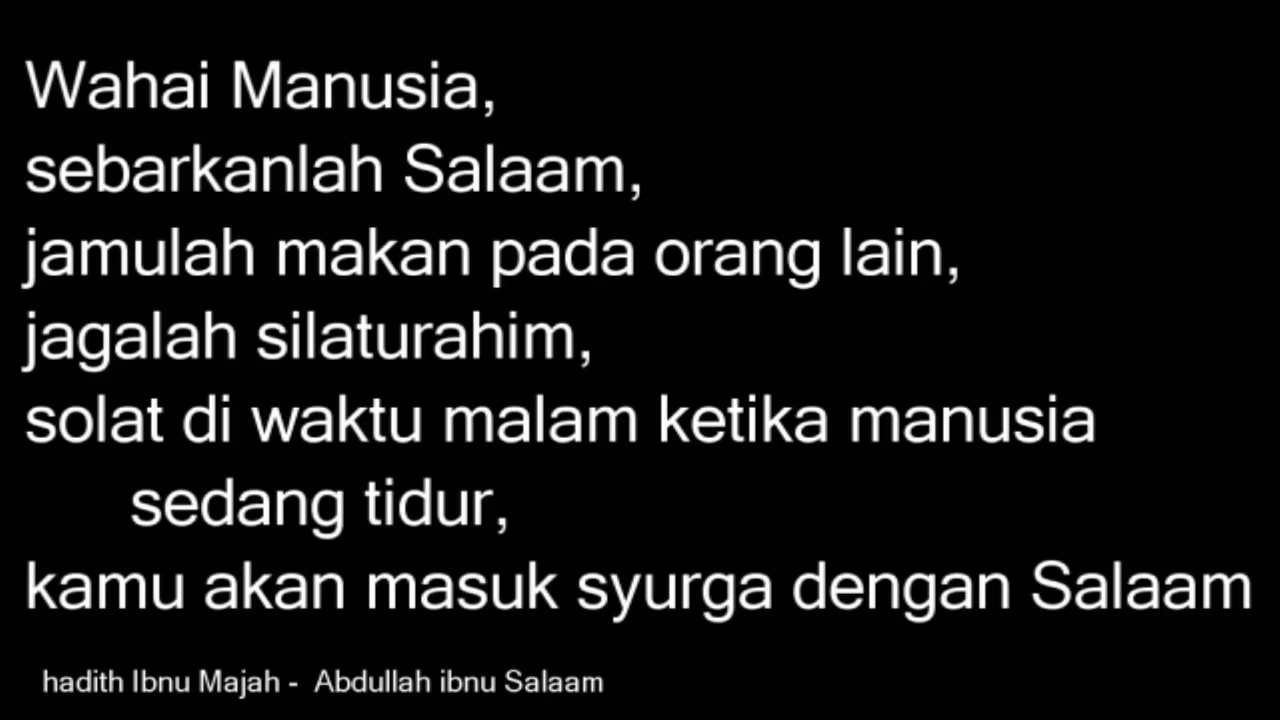 Wahai Manusia,
sebarkanlah Salaam,
jamulah makan pada orang lain,
jagalah silaturahim,
solat di waktu malam ketika manusia
sedang tidur,
kamu akan masuk syurga dengan Salaam
hadith Ibnu Majah - Abdullah ibnu Salaam